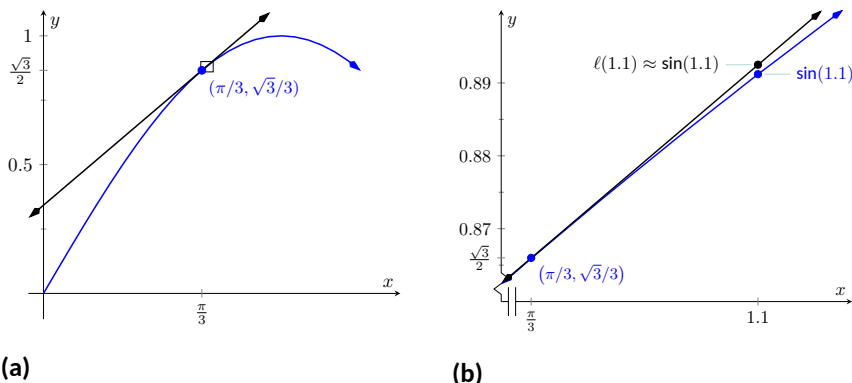 y
1
√3/2
(π/3, √3/3)
0.5
x
π/3
(a)
y
ℓ(1.1) ≈ sin(1.1)
0.89
sin(1.1)
0.88
0.87
√3/2
(π/3, √3/3)
x
π/3
1.1
(b)